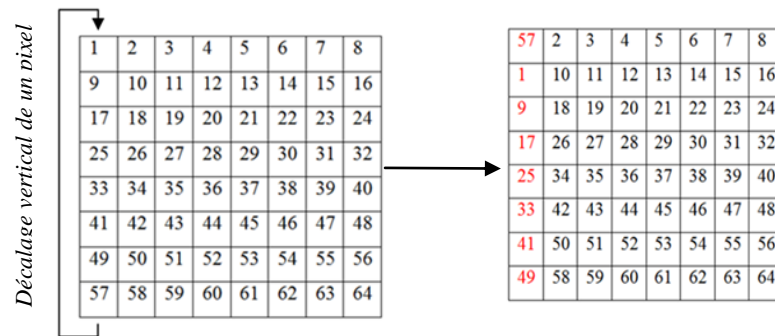 Décalage vertical de un pixel
1 2 3 4 5 6 7 8
9 10 11 12 13 14 15 16
17 18 19 20 21 22 23 24
25 26 27 28 29 30 31 32
33 34 35 36 37 38 39 40
41 42 43 44 45 46 47 48
49 50 51 52 53 54 55 56
57 58 59 60 61 62 63 64
57 2 3 4 5 6 7 8
1 10 11 12 13 14 15 16
9 18 19 20 21 22 23 24
17 26 27 28 29 30 31 32
25 34 35 36 37 38 39 40
33 42 43 44 45 46 47 48
41 50 51 52 53 54 55 56
49 58 59 60 61 62 63 64